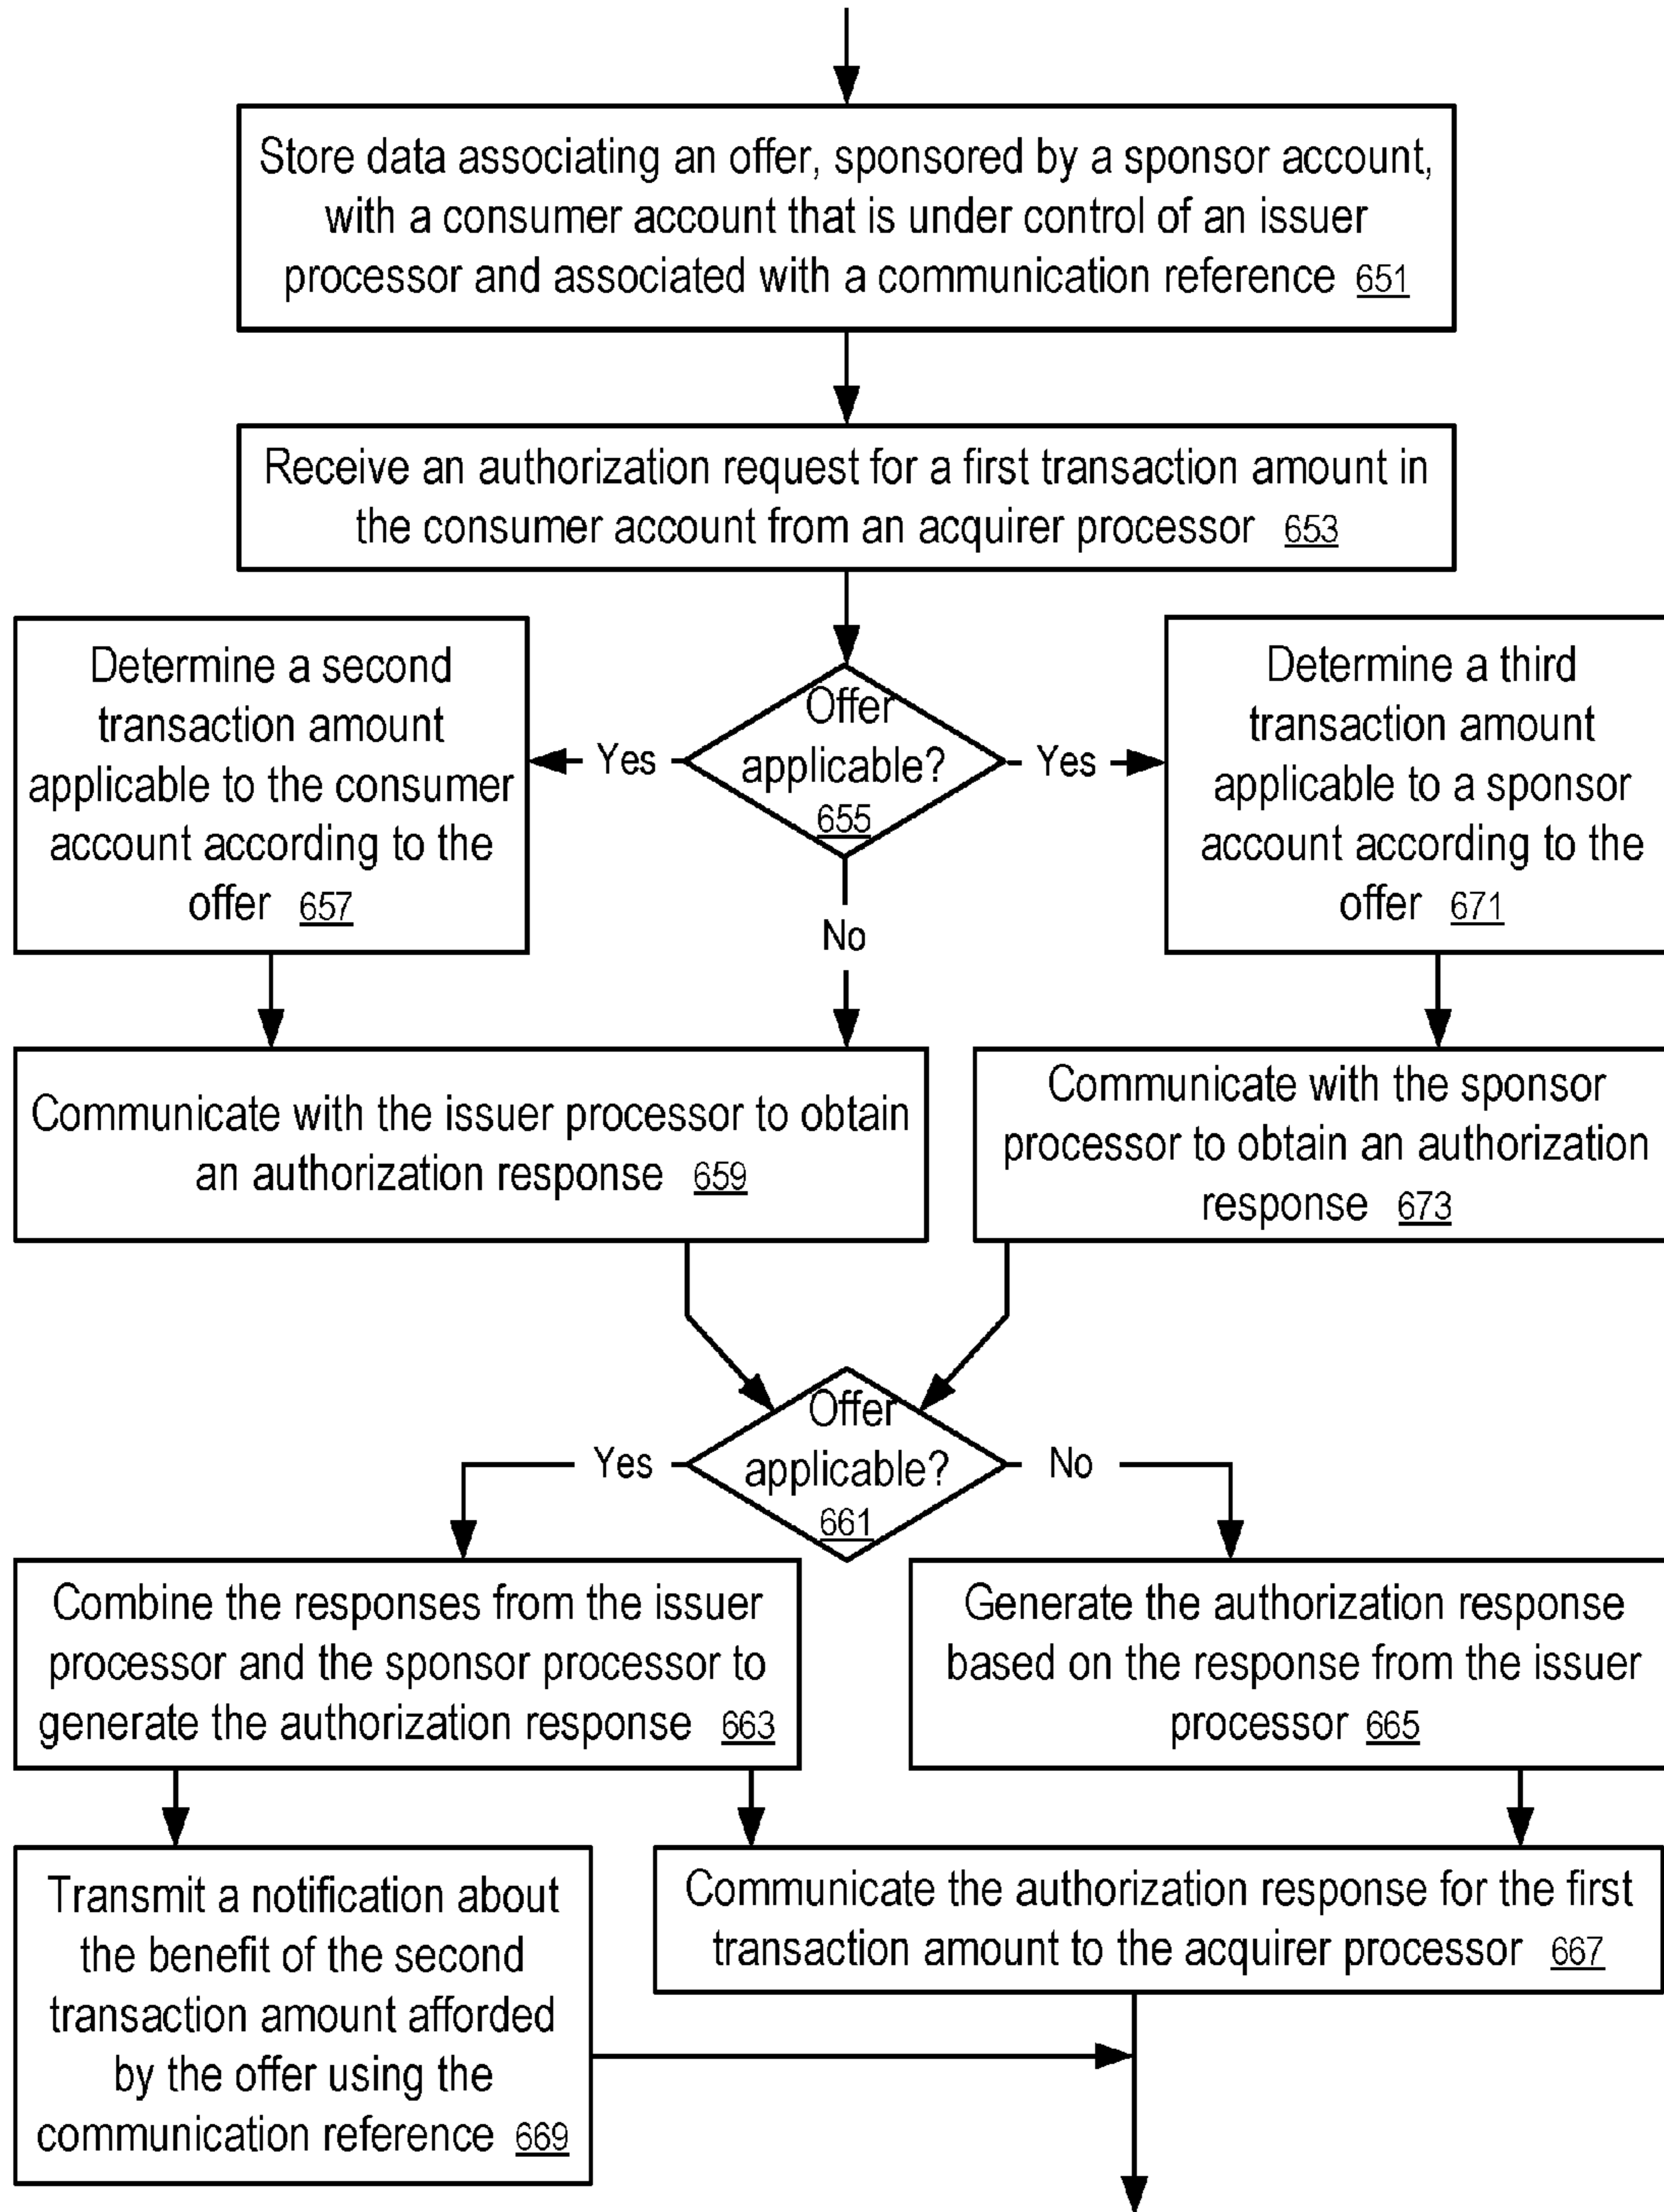 Store data associating an offer, sponsored by a sponsor account,
with a consumer account that is under control of an issuer
processor and associated with a communication reference 651
Receive an authorization request for a first transaction amount in
the consumer account from an acquirer processor 653
Determine a second
transaction amount
applicable to the consumer
account according to the
offer 657
Yes
Offer
applicable?
655
Yes
No
Determine a third
transaction amount
applicable to a sponsor
account according to the
offer 671
Communicate with the issuer processor to obtain
an authorization response 659
Communicate with the sponsor
processor to obtain an authorization
response 673
Yes
Offer
applicable?
661
No
Combine the responses from the issuer
processor and the sponsor processor to
generate the authorization response 663
Generate the authorization response
based on the response from the issuer
processor 665
Transmit a notification about
the benefit of the second
transaction amount afforded
by the offer using the
communication reference 669
Communicate the authorization response for the first
transaction amount to the acquirer processor 667